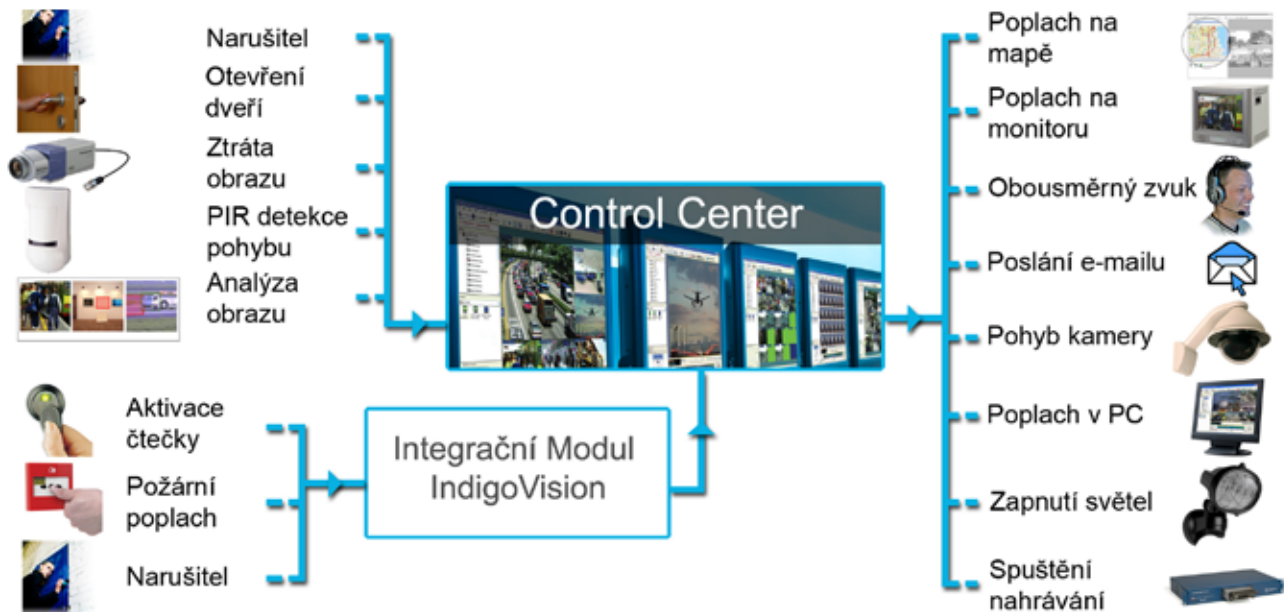 Narušitel
Otevření
dveří
Ztráta
obrazu
PIR detekce
pohybu
Analýza
obrazu
Aktivace
čtečky
Požární
poplach
Narušitel
Integrační Modul
IndigoVision
Control Center
Poplach na
mapě
Poplach na
monitoru
Obousměrný zvuk
Poslání e-mailu
Pohyb kamery
Poplach v PC
Zapnutí světel
Spuštění
nahrávání